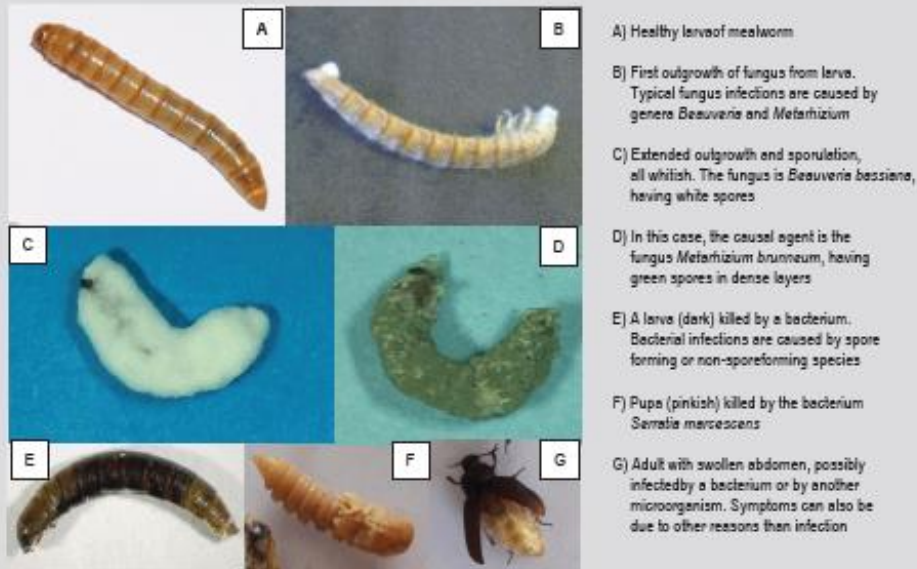 A
B
C
D
E
F
G
A) Healthy larvaof mealworm
B) First outgrowth of fungus from larva.
Typical fungus infections are caused by
genera Beauveria and Metarhizium
C) Extended outgrowth and sporulation,
all whitish. The fungus is Beauveria bassiana,
having white spores
D) In this case, the causal agent is the
fungus Metarhizium brunneum, having
green spores in dense layers
E) A larva (dark) killed by a bacterium.
Bacterial infections are caused by spore
forming or non-sporeforming species
F) Pupa (pinkish) killed by the bacterium
Serratia marcescens
G) Adult with swollen abdomen, possibly
infectedby a bacterium or by another
microorganism. Symptoms can also be
due to other reasons than infection